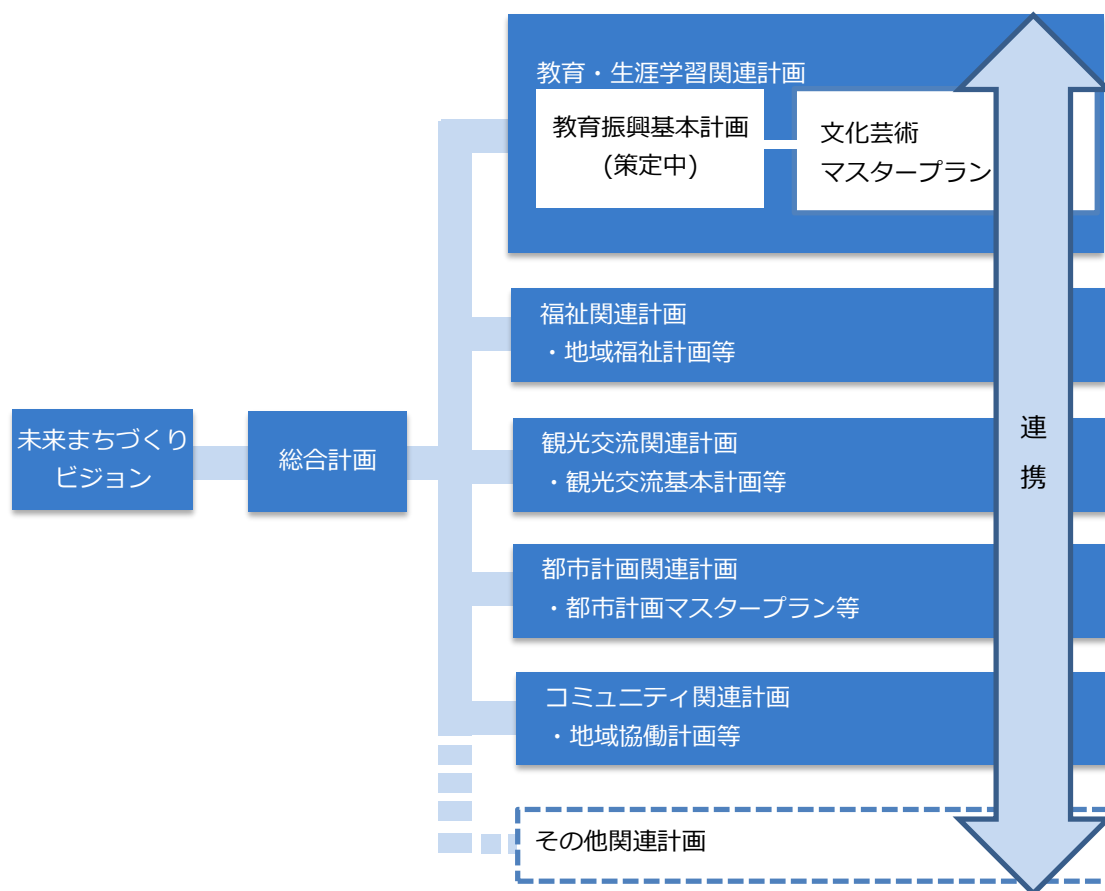 未来まちづくり
ビジョン
総合計画
教育・生涯学習関連計画
教育振興基本計画
(策定中)
文化芸術
マスタープラン
福祉関連計画
・地域福祉計画等
観光交流関連計画
・観光交流基本計画等
都市計画関連計画
・都市計画マスタープラン等
コミュニティ関連計画
・地域協働計画等
その他関連計画
連
携